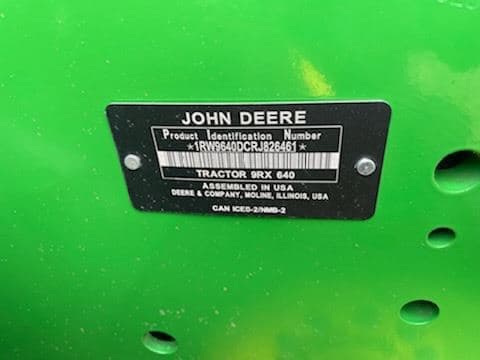 JOHN DEERE
Product Identification Number
*1RW9640DCRJ826461*
TRACTOR 9RX 640
ASSEMBLED IN USA
DEERE & COMPANY, MOLINE, ILLINOIS, USA
CAN ICES-2/NMB-2